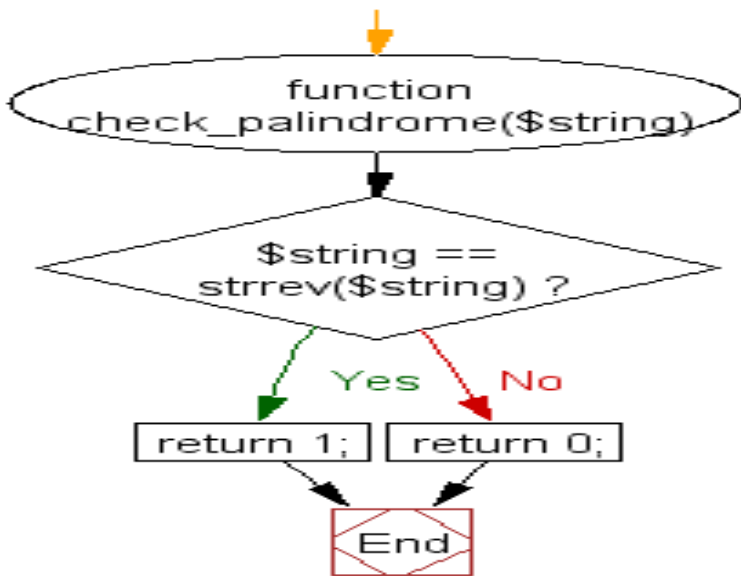 function
check_palindrome($string)
$string ==
strrev($string) ?
Yes
No
return 1;
return 0;
End